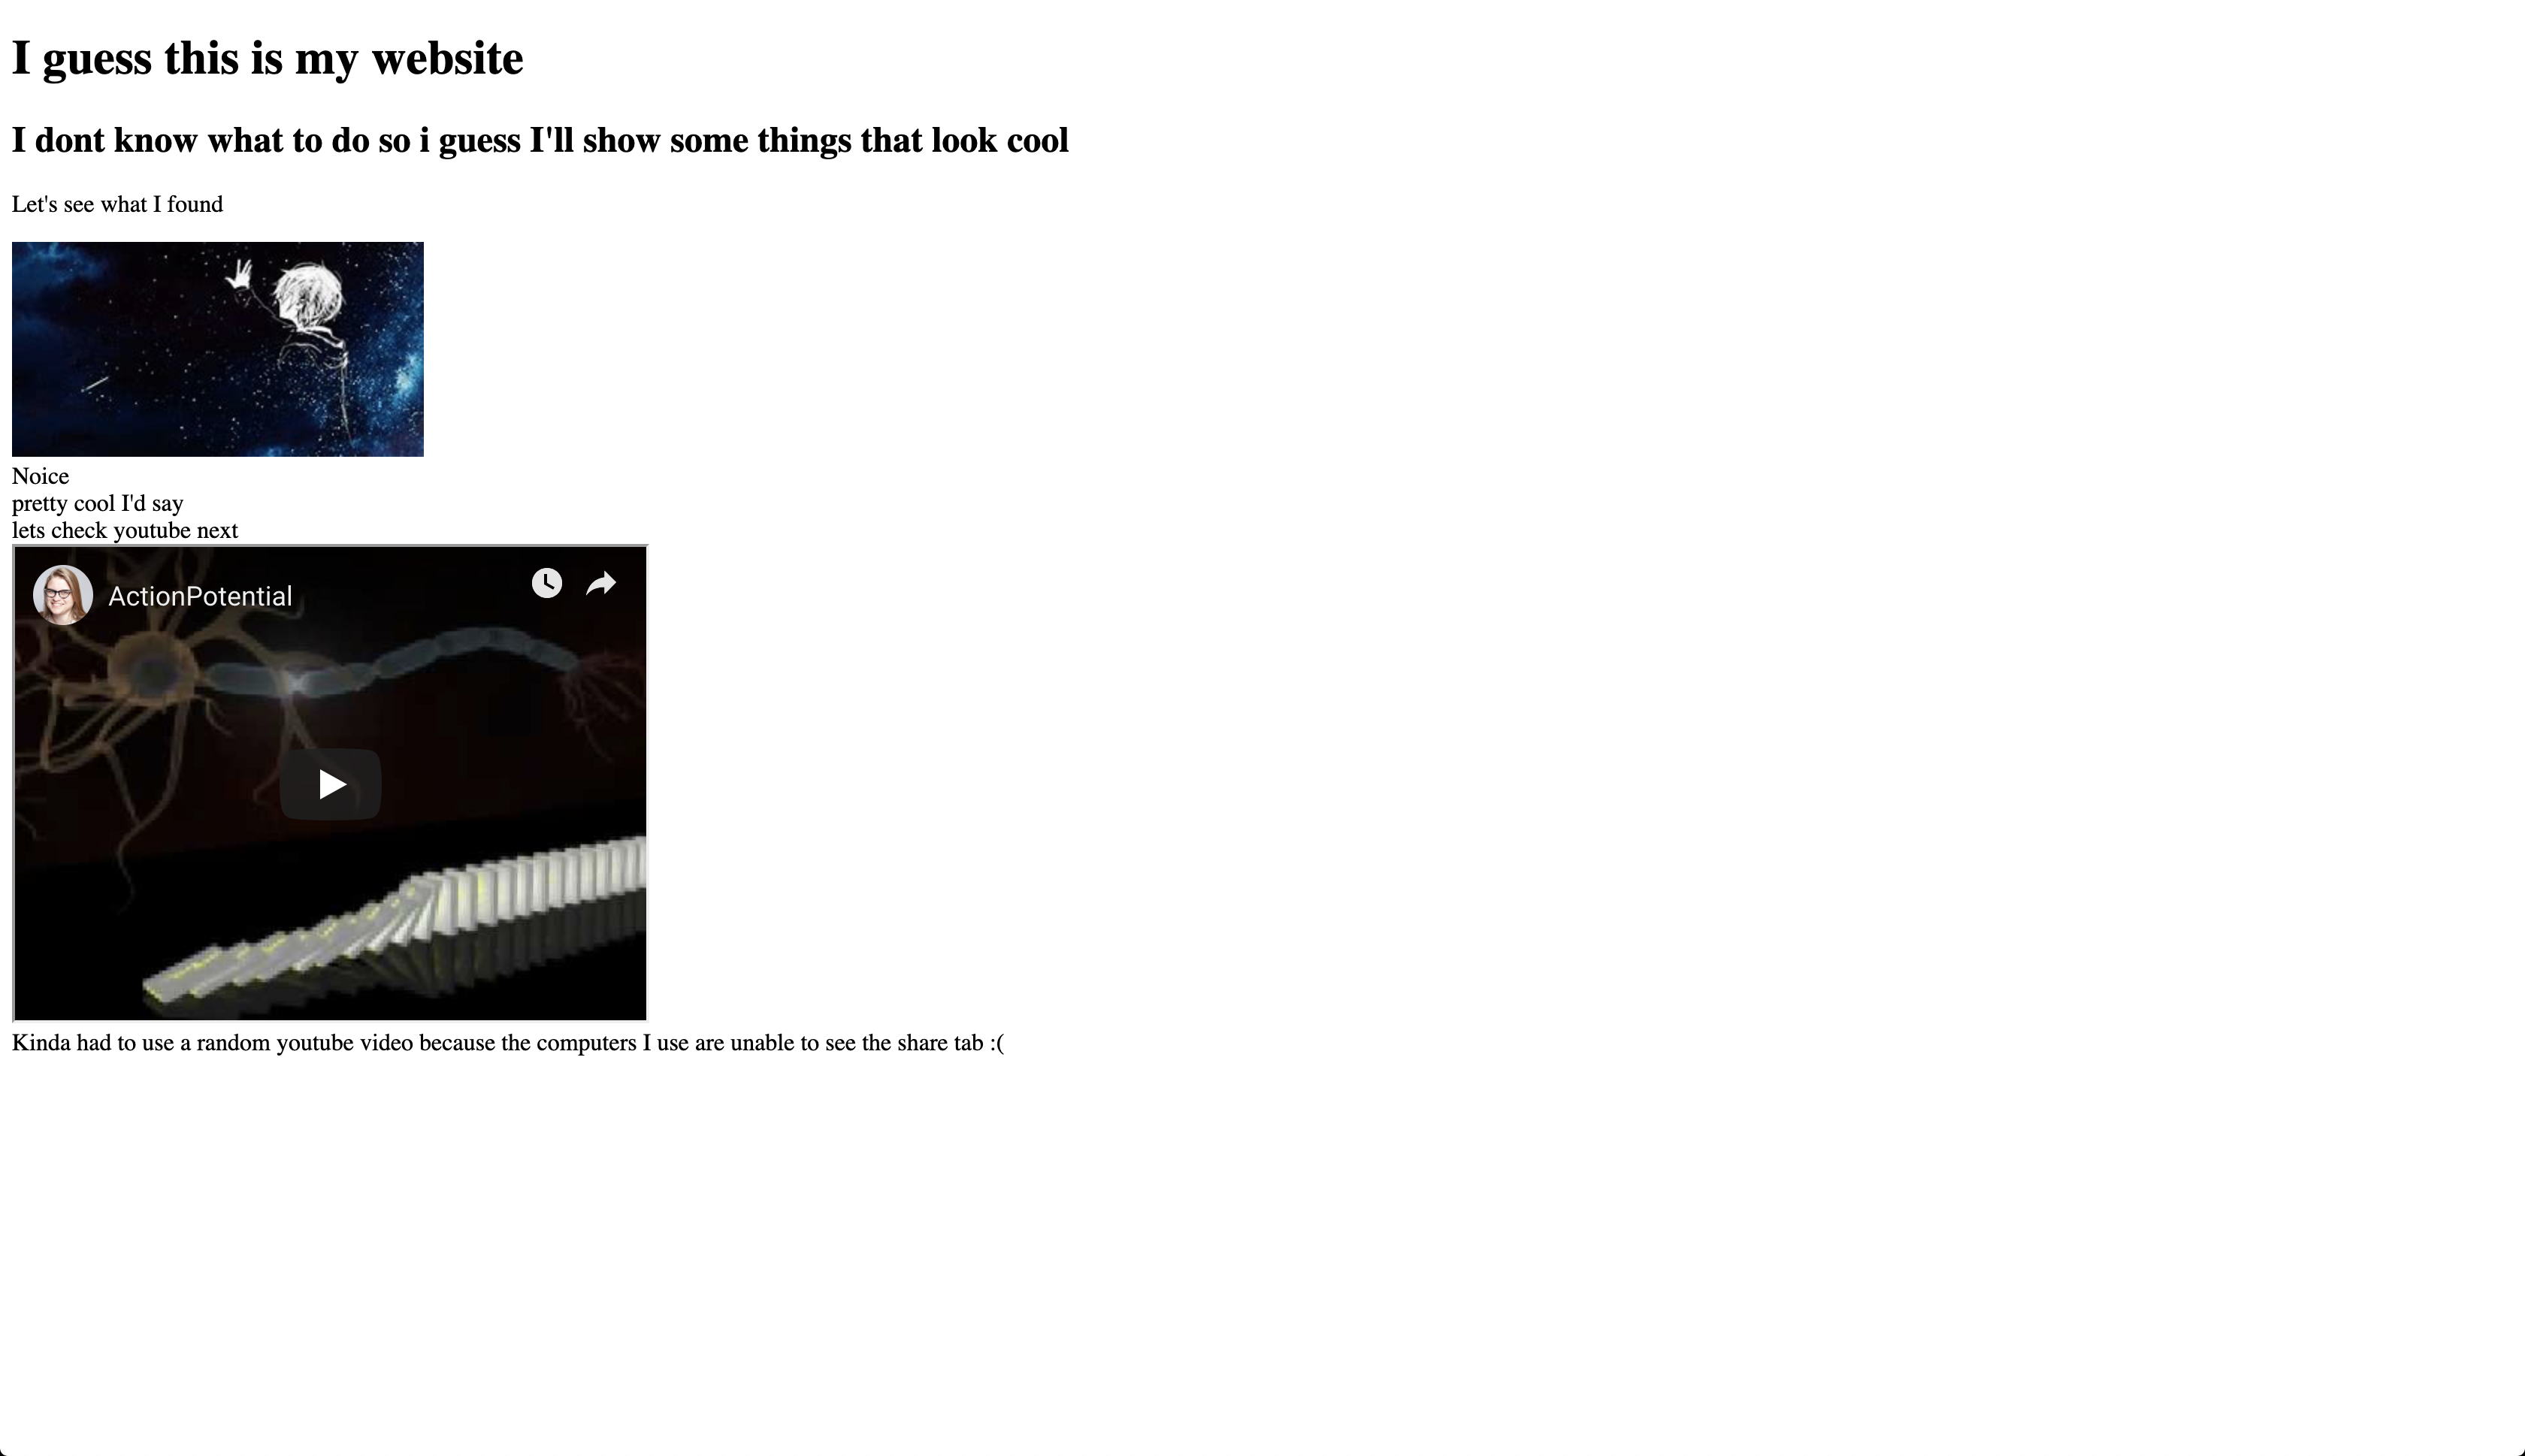 I guess this is my website
I dont know what to do so i guess I'll show some things that look cool
Let's see what I found
Noice
pretty cool I'd say
lets check youtube next
ActionPotential
Kinda had to use a random youtube video because the computers I use are unable to see the share tab :(